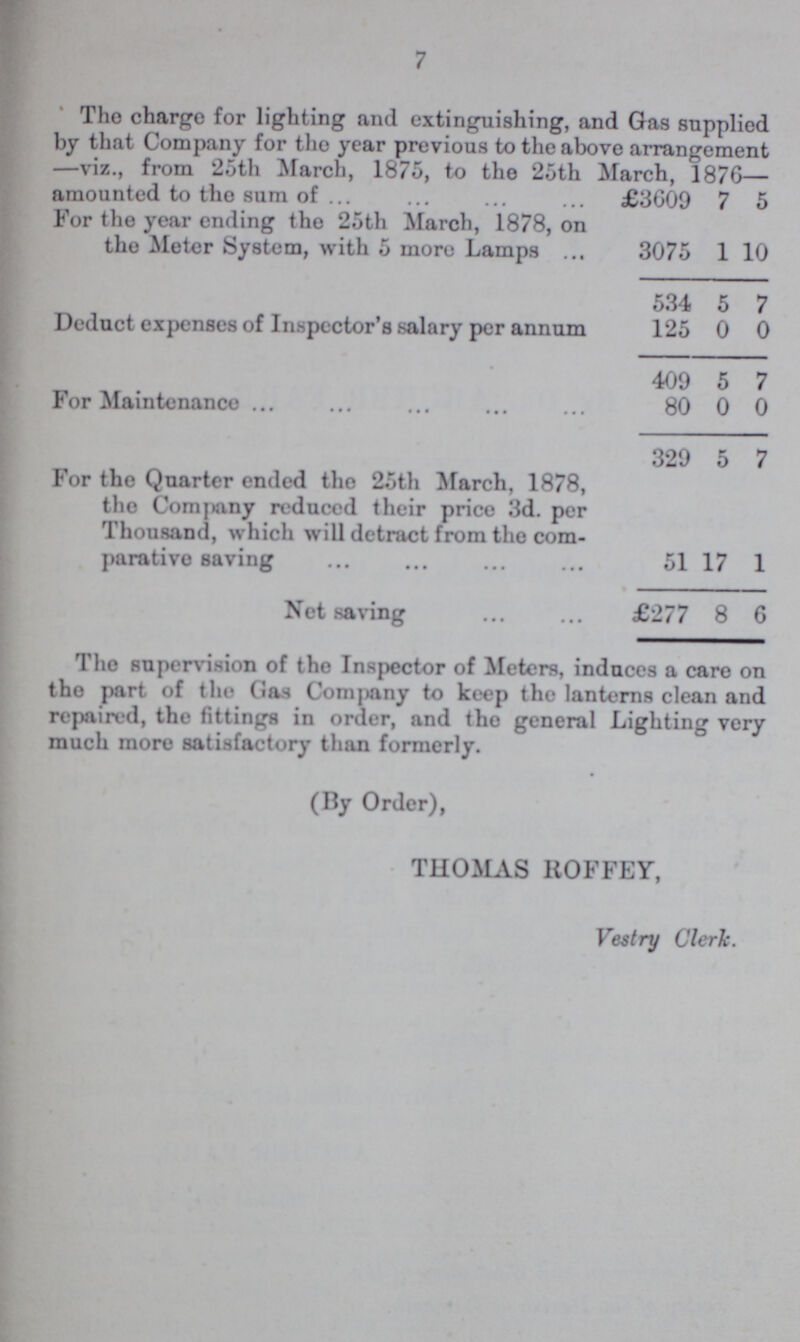 7
The charge for lighting and extinguishing, and Gas supplied
by that Company for the year previous to the above arrangement
—viz., from 25th March, 1875, to the 25th March, 1876—
amounted to the sum of ... ... ... ... £3609 7 5
For the year ending the 25th March, 1878, on
the Meter System, with 5 more Lamps ... 3075 1 10
534 5 7
Deduct expenses of Inspector's salary per annum 125 0 0
409 5 7
For Maintenance ... ... ... ... ... 80 0 0
329 5 7
For the Quarter ended the 25th March, 1878,
the Company reduced their price 3d. per
Thousand, which will detract from the com-
parative saving ... ... ... ... 51 17 1
Net saving ... ... £277 8 6
The supervision of the Inspector of Meters, induces a care on
the part of the Gas Company to keep the lanterns clean and
repaired, the fittings in order, and the general Lighting very
much more satisfactory than formerly.
(By Order),
THOMAS ROFFEY,
Vestry Clerk.